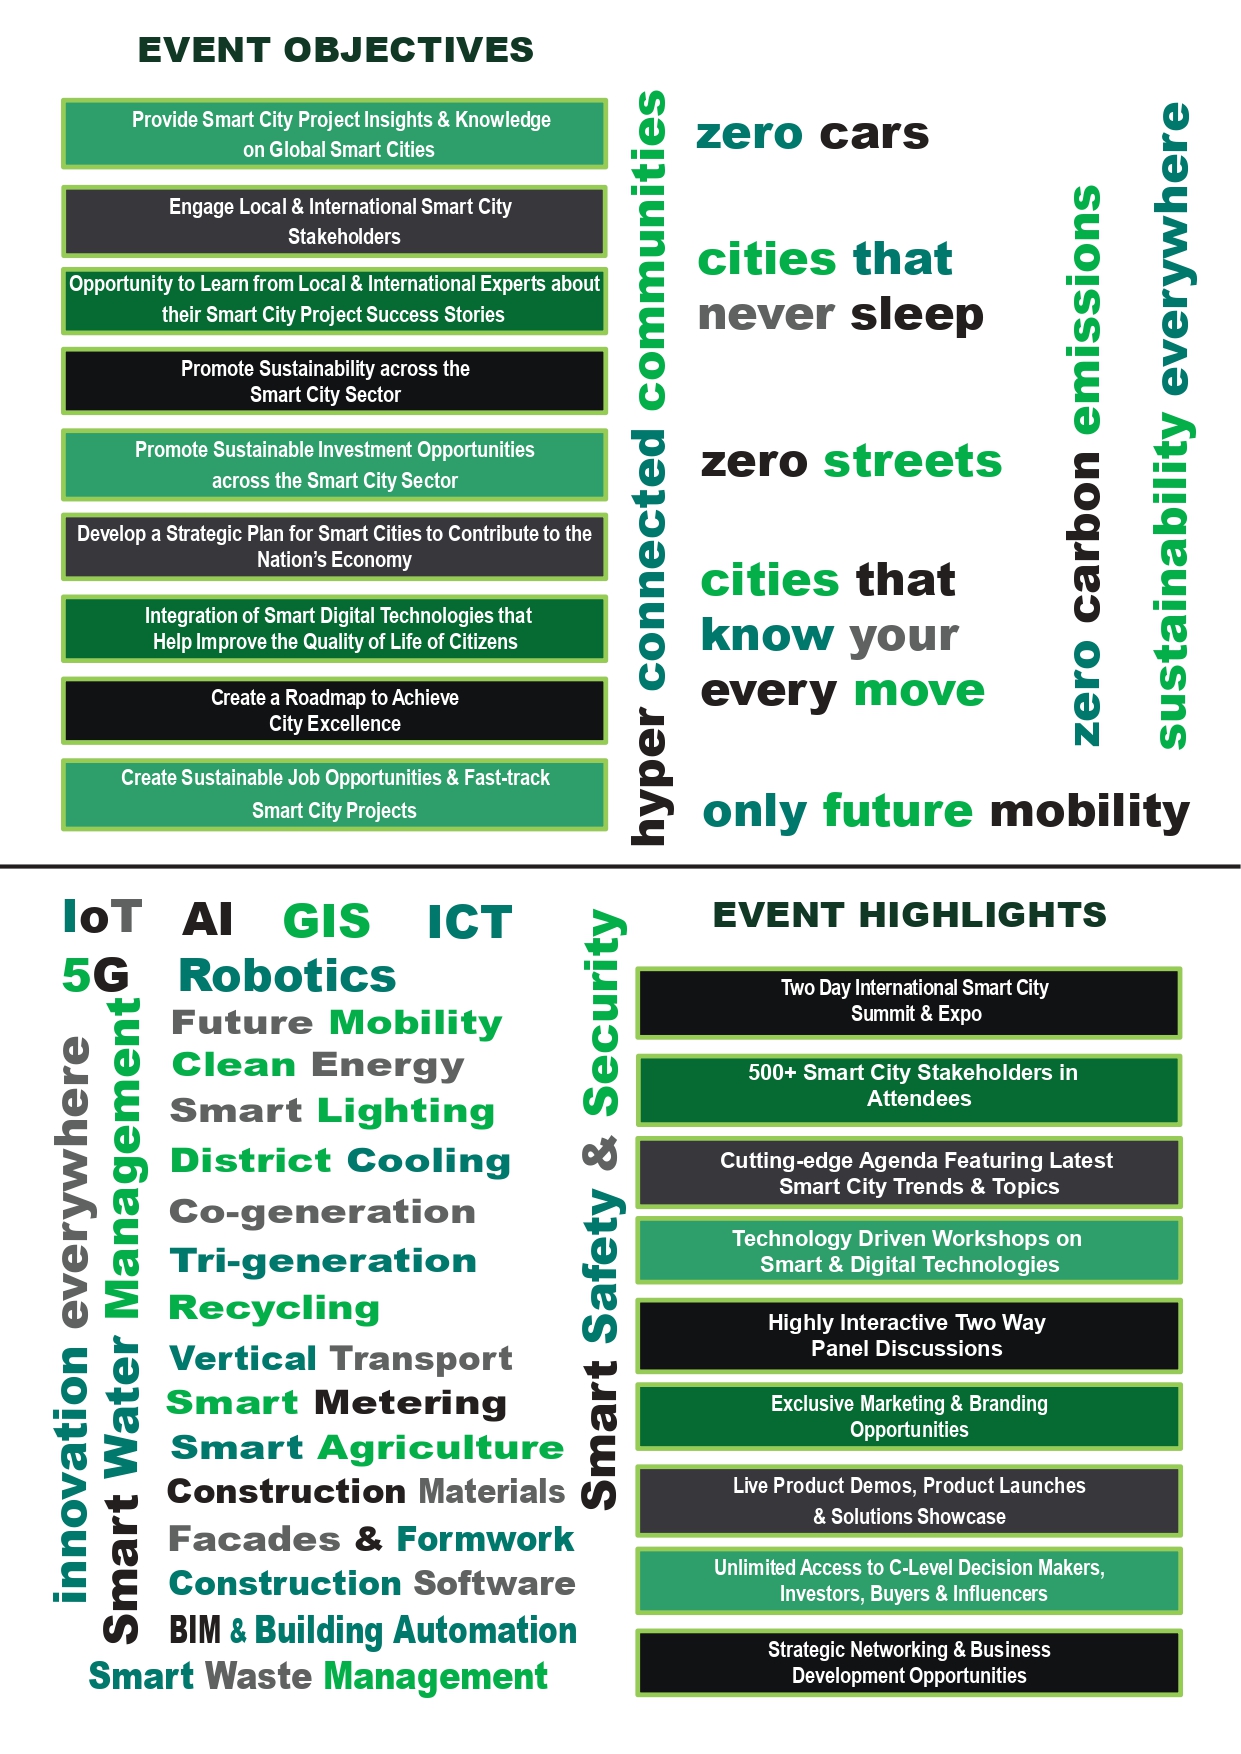 EVENT OBJECTIVES
Provide Smart City Project Insights & Knowledge
on Global Smart Cities
Engage Local & International Smart City
Stakeholders
Opportunity to Learn from Local & International Experts about
their Smart City Project Success Stories
Promote Sustainability across the
Smart City Sector
Promote Sustainable Investment Opportunities
across the Smart City Sector
Develop a Strategic Plan for Smart Cities to Contribute to the
Nation’s Economy
Integration of Smart Digital Technologies that
Help Improve the Quality of Life of Citizens
Create a Roadmap to Achieve
City Excellence
Create Sustainable Job Opportunities & Fast-track
Smart City Projects
hyper connected communities
zero cars
cities that
never sleep
zero streets
cities that
know your
every move
only future mobility
zero carbon emissions
sustainability everywhere
IoT AI GIS ICT
5G Robotics
innovation everywhere
Smart Water Management
Future Mobility
Clean Energy
Smart Lighting
District Cooling
Co-generation
Tri-generation
Recycling
Vertical Transport
Smart Metering
Smart Agriculture
Construction Materials
Facades & Formwork
Construction Software
BIM & Building Automation
Smart Waste Management
Smart Safety & Security
EVENT HIGHLIGHTS
Two Day International Smart City
Summit & Expo
500+ Smart City Stakeholders in
Attendees
Cutting-edge Agenda Featuring Latest
Smart City Trends & Topics
Technology Driven Workshops on
Smart & Digital Technologies
Highly Interactive Two Way
Panel Discussions
Exclusive Marketing & Branding
Opportunities
Live Product Demos, Product Launches
& Solutions Showcase
Unlimited Access to C-Level Decision Makers,
Investors, Buyers & Influencers
Strategic Networking & Business
Development Opportunities